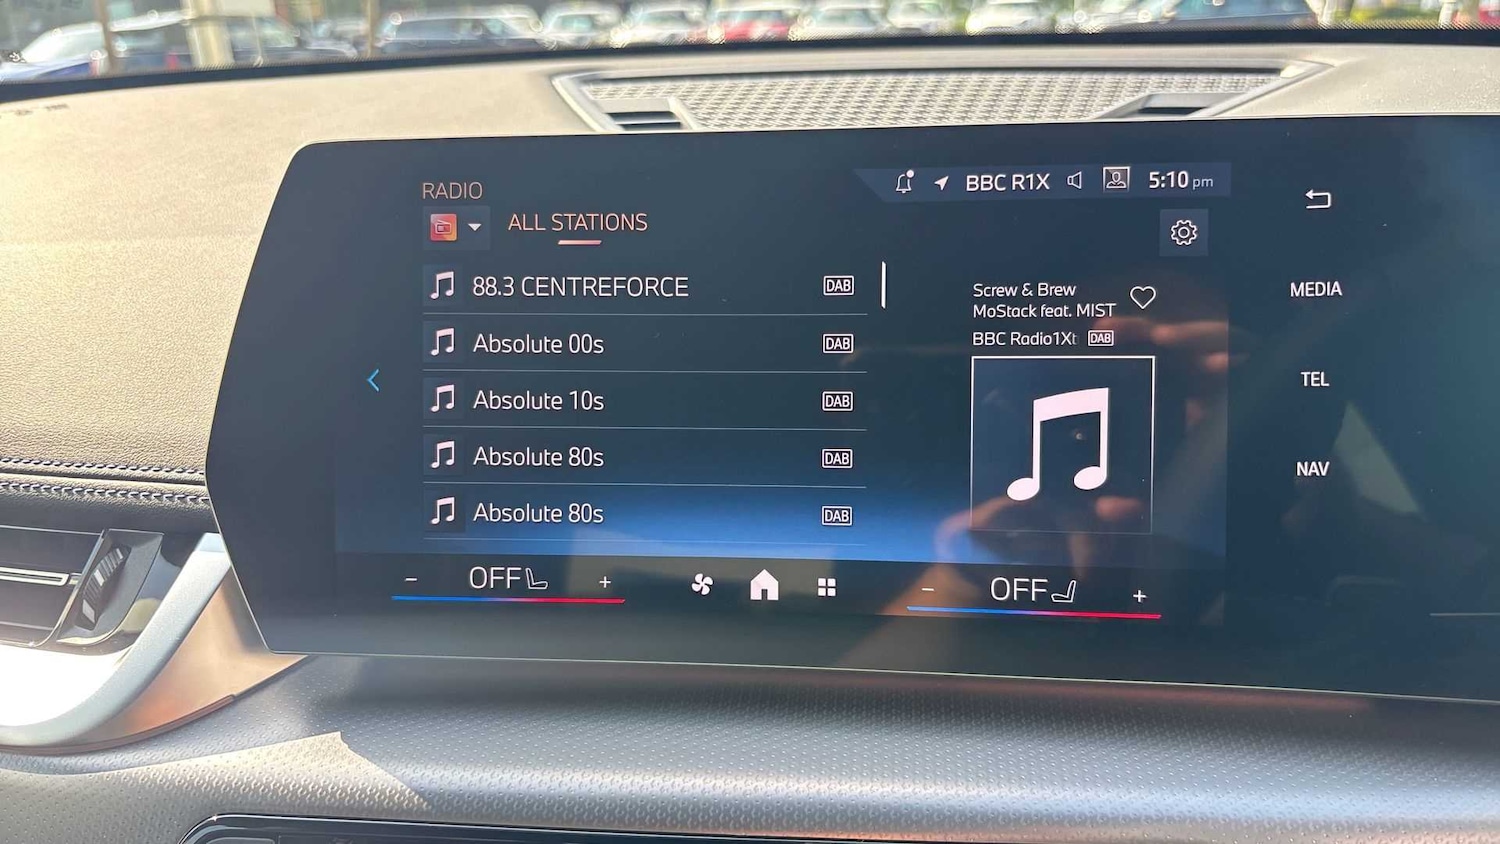 RADIO
ALL STATIONS
BBC R1X 5:10 pm
88.3 CENTREFORCE DAB
Absolute 00s DAB
Absolute 10s DAB
Absolute 80s DAB
Absolute 80s DAB
Screw & Brew
MoStack feat. MIST
BBC Radio1Xt DAB
MEDIA
TEL
NAV
- OFF +
- OFF +